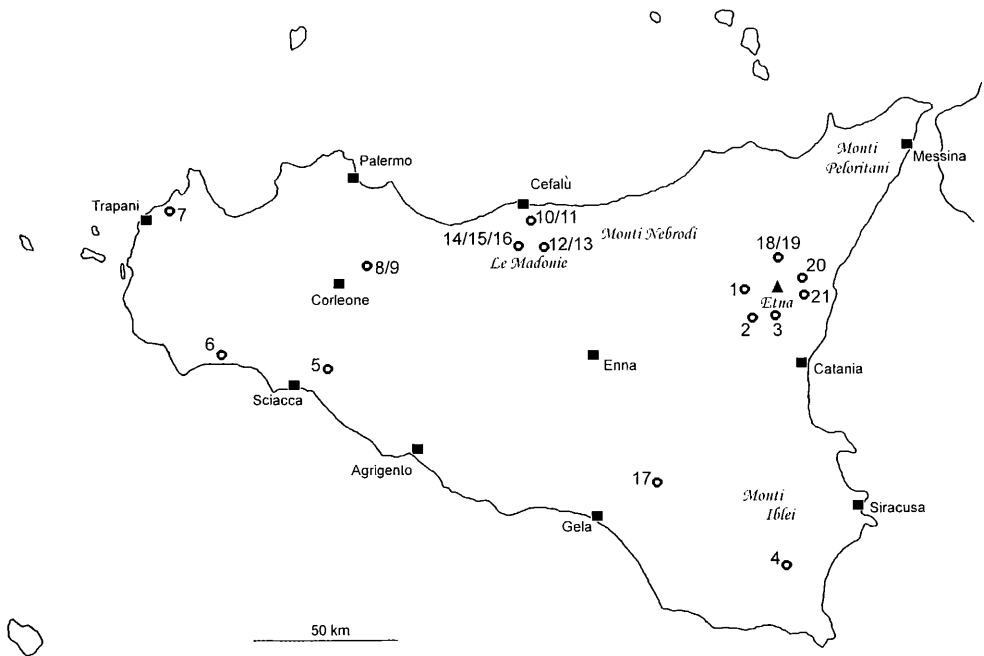 Monti
Peloritani
Messina
Palermo
Cefalù
Trapani
7
10/11
Monti Nebrodi
14/15/16
12/13
Le Madonie
18/19
8/9
20
Corleone
1
Etna
21
2
3
6
5
Enna
Catania
Sciacca
Agrigento
17
Monti
Iblei
Siracusa
Gela
4
50 km